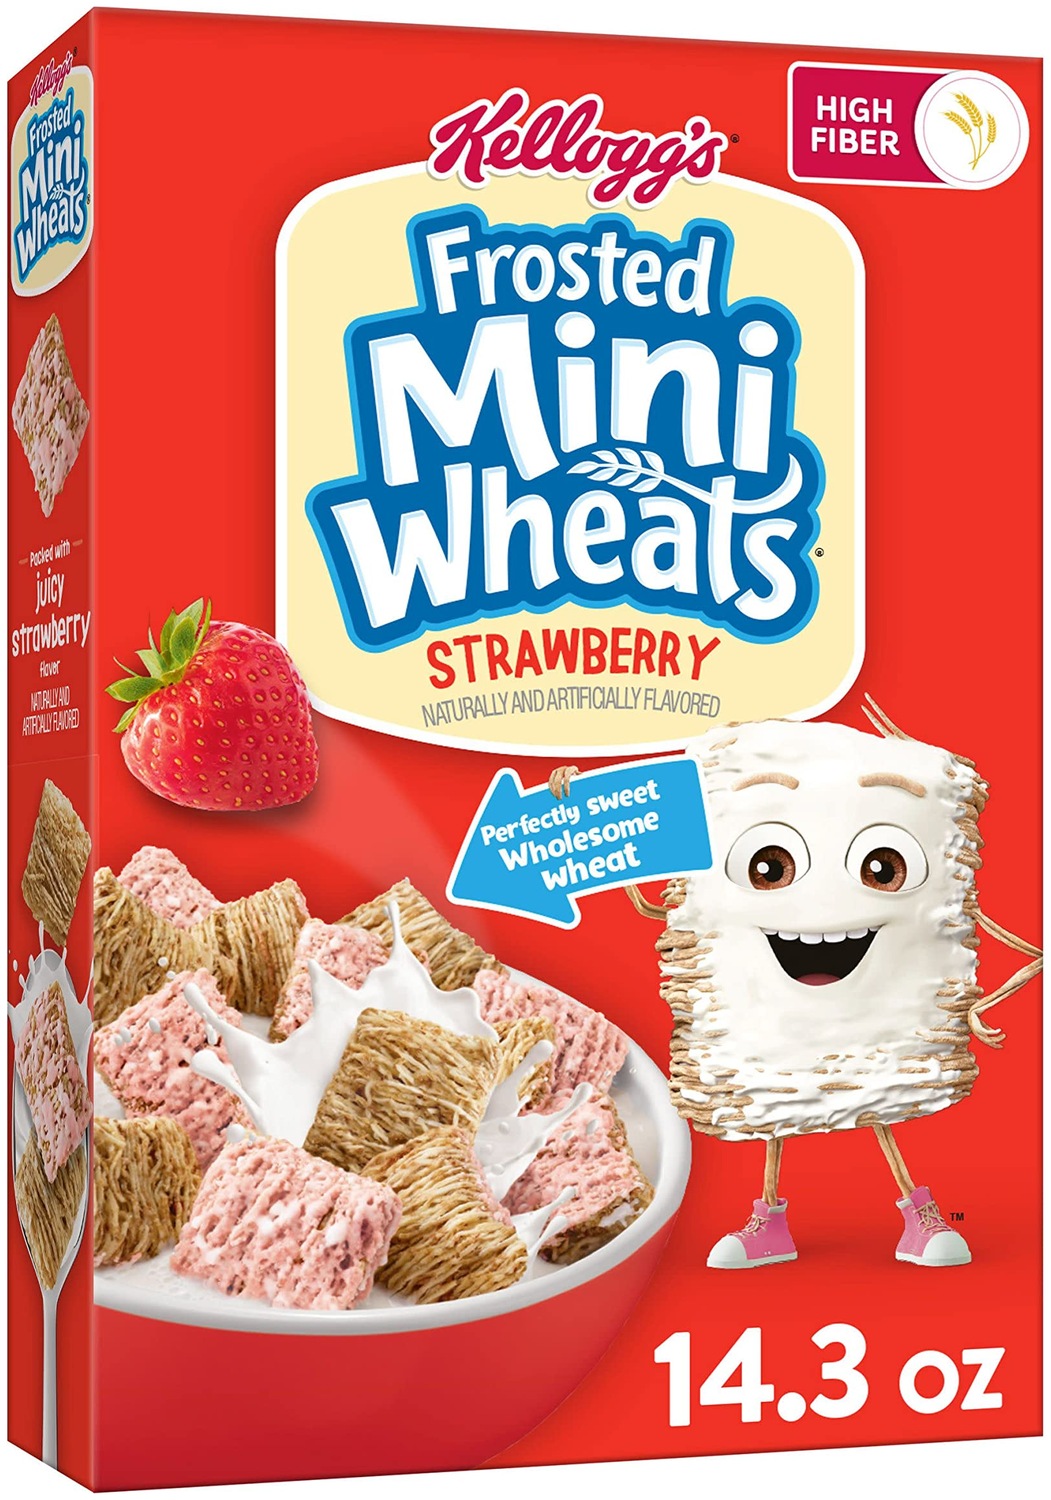 Kellogg's®
HIGH
FIBER
Frosted
Mini
Wheats®
STRAWBERRY
NATURALLY AND ARTIFICIALLY FLAVORED
Perfectly sweet
Wholesome
wheat
TM
14.3 oz
Kellogg's®
Frosted
Mini
Wheats®
Packed with
juicy
strawberry
flavor
NATURALLY AND
ARTIFICIALLY FLAVORED